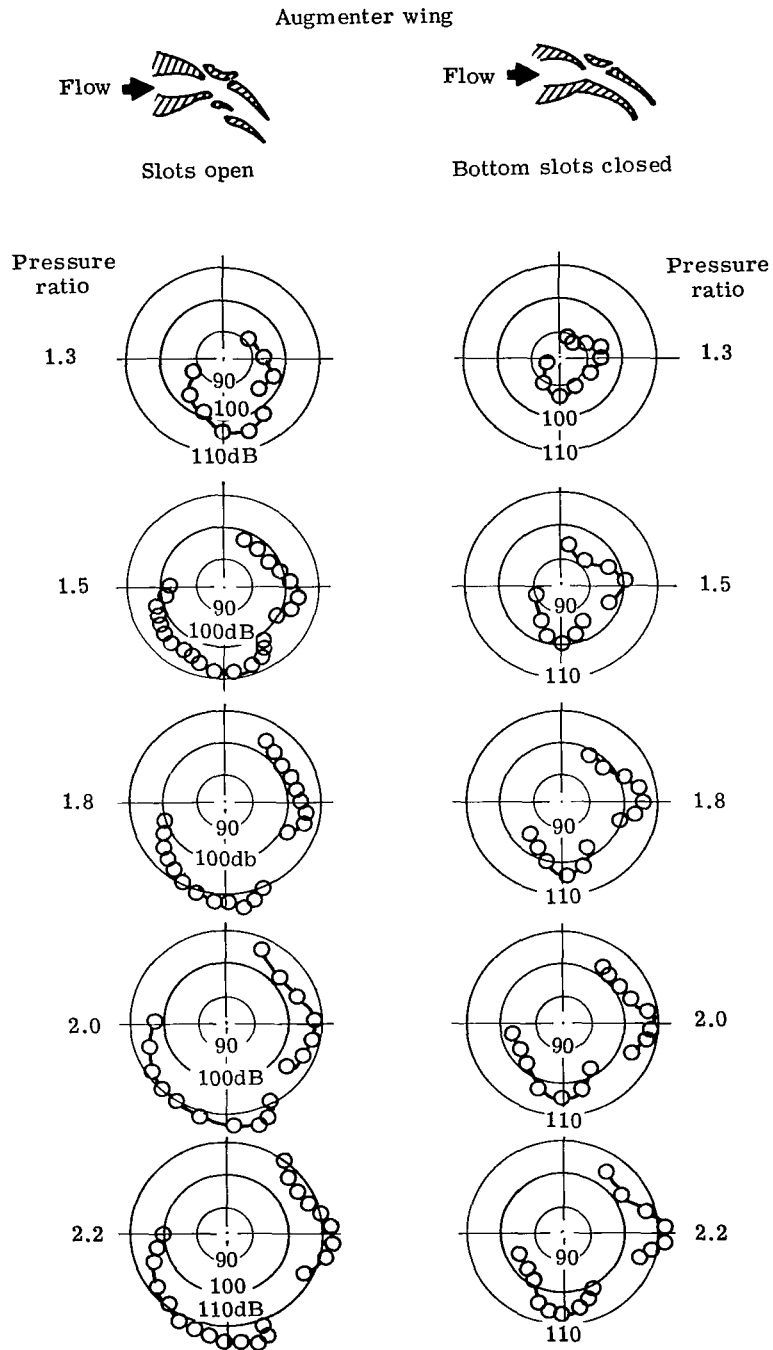 Augmenter wing
Flow
Flow
Slots open
Bottom slots closed
Pressure
ratio
Pressure
ratio
1.3
90
100
110dB
100
110
1.3
1.5
90
100dB
90
110
1.5
1.8
90
100db
90
110
1.8
2.0
90
100dB
90
110
2.0
2.2
90
100
110dB
90
110
2.2